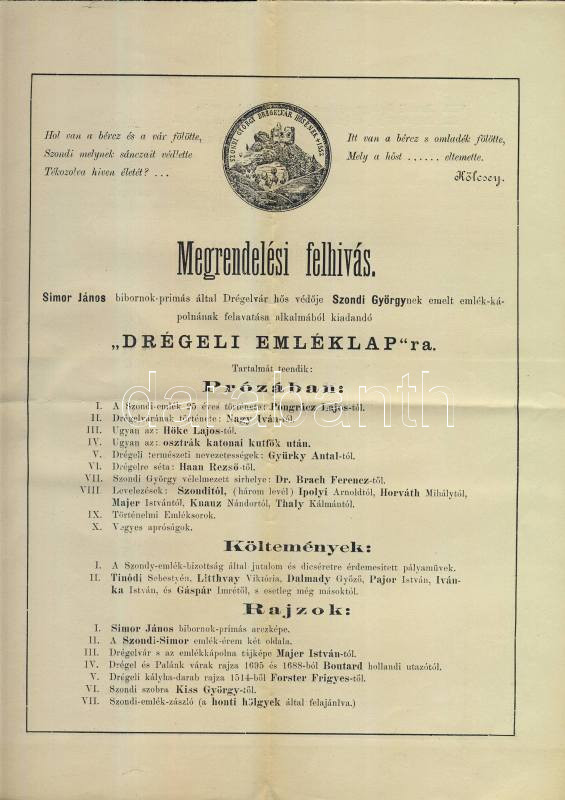 SZONDI GYÖRGY DRÉGELVÁR HŐSÉNEK 1552
Hol van a bércz és a vár fölötte,
Szondi melynek sánczait védlette
Tékozolva híven életét? ...
Itt van a bércz s omladék fölötte,
Mely a hőst ...... eltemette.
Kölcsey.
Megrendelési felhivás.
Simor János bibornok-primás által Drégelvár hős védője Szondi Györgynek emelt emlék-ká-
polnának felavatása alkalmából kiadandó
„DRÉGELI EMLÉKLAP“ra.
Tartalmát teendik:
Prózában:
I. A Szondi-emlék 25 éves története: Pongrácz Lajos-tól.
II. Drégelvárának története: Nagy Iván-tól.
III. Ugyan az: Hőke Lajos-tól.
IV. Ugyan az: osztrák katonai kutfők után.
V. Drégeli természeti nevezetességek: Gyürky Antal-tól.
VI. Drégelre séta: Haan Rezső-től.
VII. Szondi György vélelmezett sirhelye: Dr. Brach Ferencz-től.
VIII. Levelezések: Szonditól, (három levél) Ipolyi Arnoldtól, Horváth Mihálytól,
Majer Istvántól, Knauz Nándortól, Thaly Kálmántól.
IX. Történelmi Emléksorok.
X. Vegyes apróságok.
Költemények:
I. A Szondy-emlék-bizottság által jutalom és dicséretre érdemesitett pályaművek.
II. Tinódi Sebestyén, Litthvay Viktória, Dalmady Győző, Pajor István, Iván-
ka István, és Gáspár Imrétől, s esetleg még másoktól.
Rajzok:
I. Simor János bibornok-primás arczképe.
II. A Szondi-Simor emlék-érem két oldala.
III. Drégelvár s az emlékkápolna tájképe Majer István-tól.
IV. Drégel és Palánk várak rajza 1695 és 1688-ból Boutard hollandi utazótól.
V. Drégeli kályha-darab rajza 1514-ből Forster Frigyes-től.
VI. Szondi szobra Kiss György-től.
VII. Szondi-emlék-zászló (a honti hölgyek által felajánlva.)
darabanth